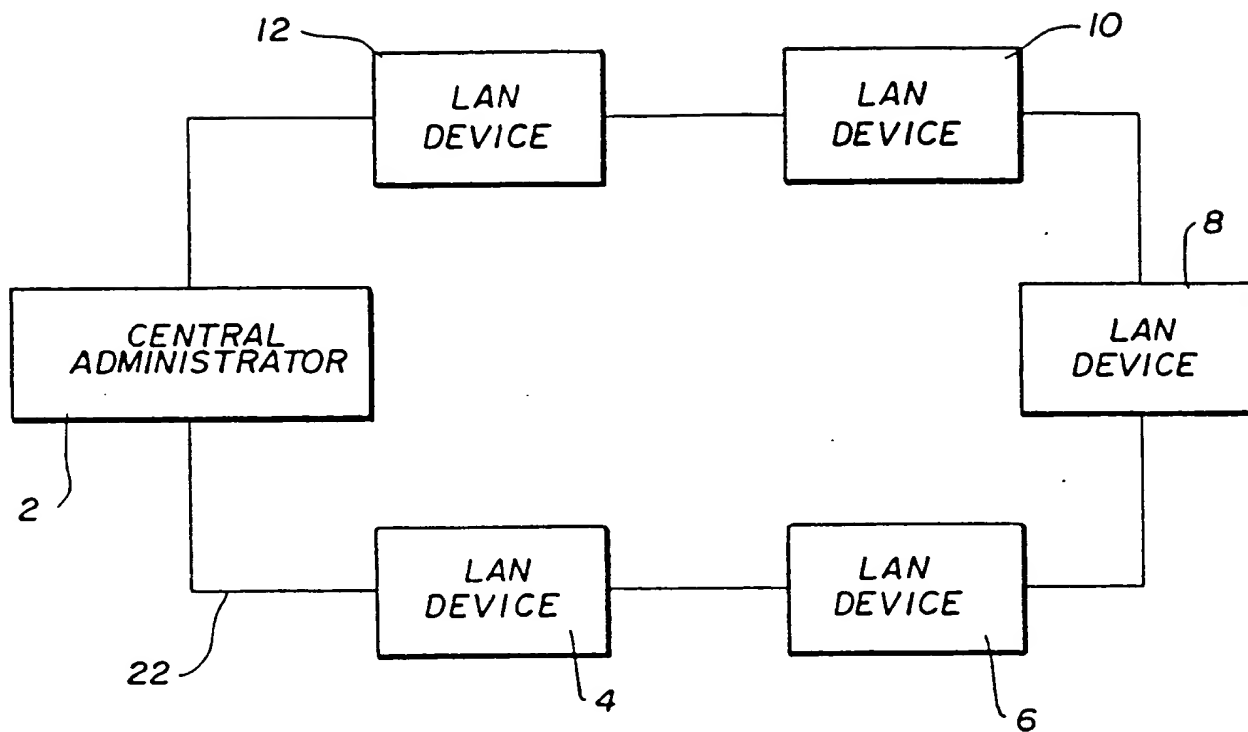 12
10
LAN
DEVICE
LAN
DEVICE
8
CENTRAL
ADMINISTRATOR
LAN
DEVICE
2
LAN
DEVICE
LAN
DEVICE
22
4
6